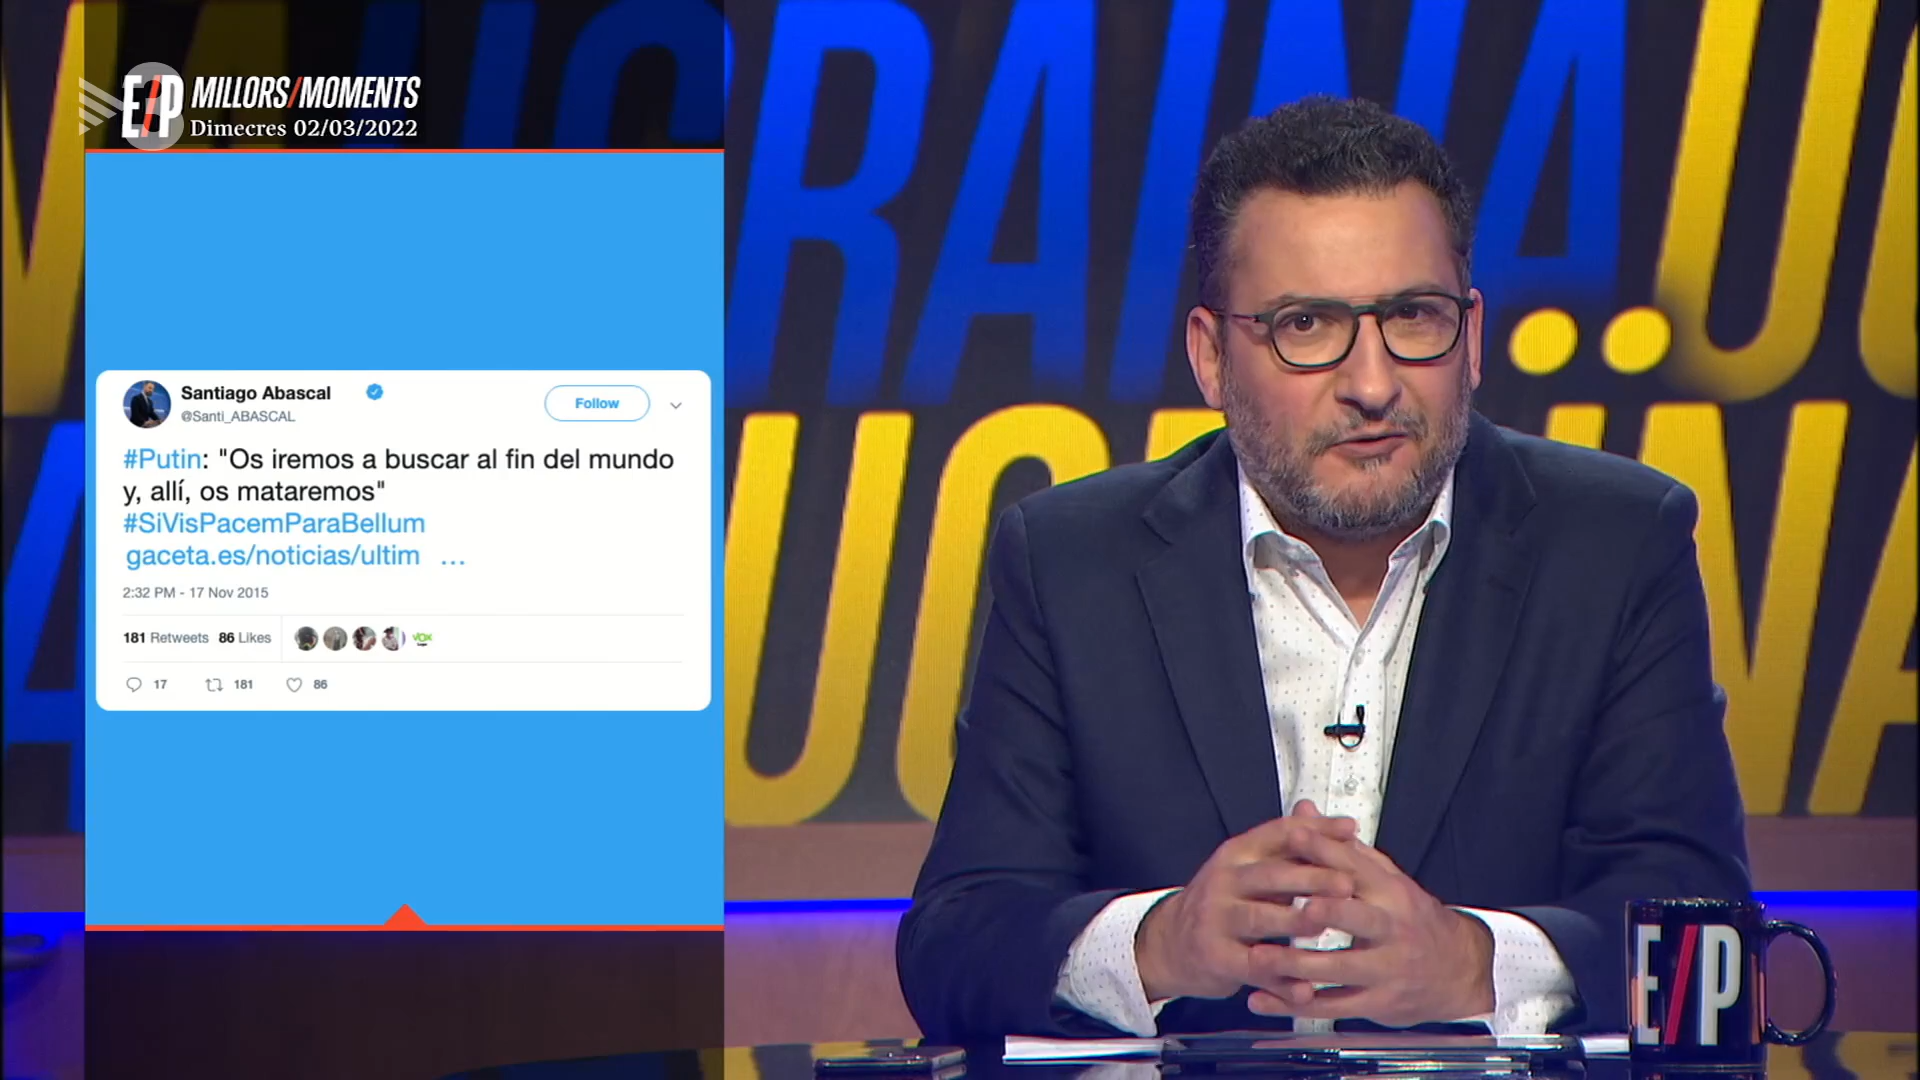 E/P MILLORS/MOMENTS
Dimecres 02/03/2022
Santiago Abascal
@Santi_ABASCAL
Follow
#Putin: "Os iremos a buscar al fin del mundo
y, allí, os mataremos"
#SiVisPacemParaBellum
gaceta.es/noticias/ultim ...
2:32 PM - 17 Nov 2015
181 Retweets 86 Likes
VOX
17 181 86
UCRAÏNA
E/P